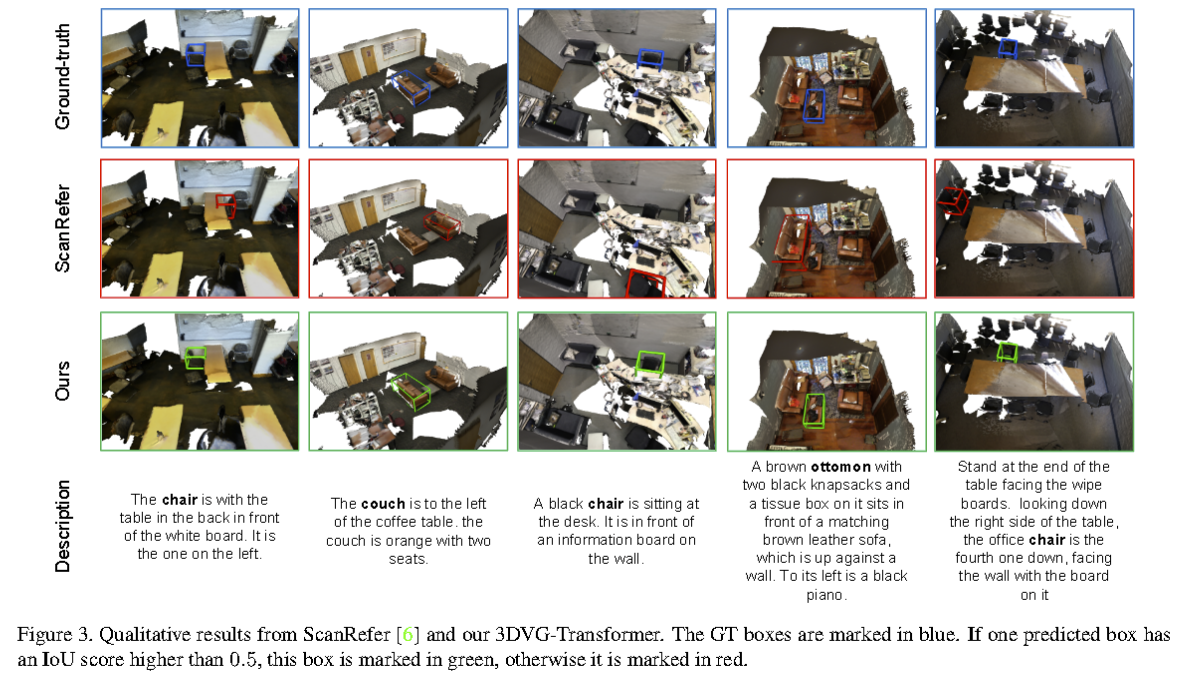 Ground-truth
ScanRefer
Ours
Description
The chair is with the
table in the back in front
of the white board. It is
the one on the left.
The couch is to the left
of the coffee table. the
couch is orange with two
seats.
A black chair is sitting at
the desk. It is in front of
an information board on
the wall.
A brown ottomon with
two black knapsacks and
a tissue box on it sits in
front of a matching
brown leather sofa,
which is up against a
wall. To its left is a black
piano.
Stand at the end of the
table facing the wipe
boards. looking down
the right side of the table,
the office chair is the
fourth one down, facing
the wall with the board
on it
Figure 3. Qualitative results from ScanRefer [6] and our 3DVG-Transformer. The GT boxes are marked in blue. If one predicted box has
an IoU score higher than 0.5, this box is marked in green, otherwise it is marked in red.